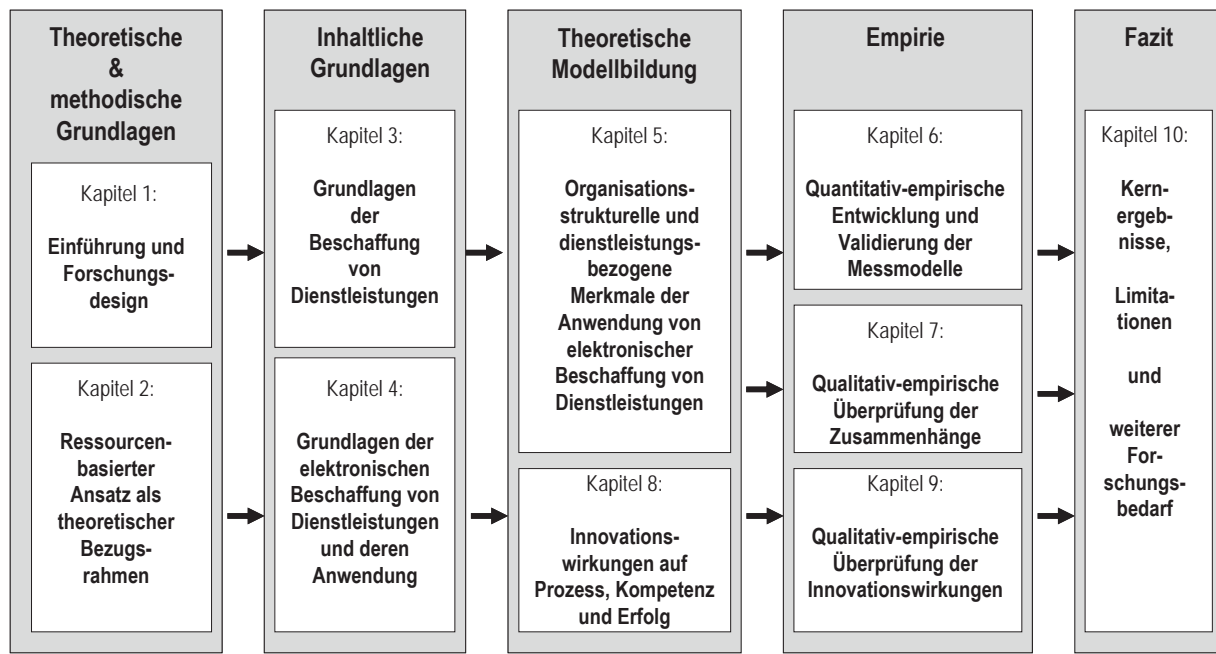 Theoretische
&
methodische
Grundlagen
Kapitel 1:
Einführung und
Forschungs-
design
Kapitel 2:
Ressourcen-
basierter
Ansatz als
theoretischer
Bezugs-
rahmen
Inhaltliche
Grundlagen
Kapitel 3:
Grundlagen
der
Beschaffung
von
Dienstleistungen
Kapitel 4:
Grundlagen der
elektronischen
Beschaffung von
Dienstleistungen
und deren
Anwendung
Theoretische
Modellbildung
Kapitel 5:
Organisations-
strukturelle und
dienstleistungs-
bezogene
Merkmale der
Anwendung von
elektronischer
Beschaffung von
Dienstleistungen
Kapitel 8:
Innovations-
wirkungen auf
Prozess, Kompetenz
und Erfolg
Empirie
Kapitel 6:
Quantitativ-empirische
Entwicklung und
Validierung der
Messmodelle
Kapitel 7:
Qualitativ-empirische
Überprüfung der
Zusammenhänge
Kapitel 9:
Qualitativ-empirische
Überprüfung der
Innovationswirkungen
Fazit
Kapitel 10:
Kern-
ergeb-
nisse,
Limita-
tionen
und
weiterer
For-
schungs-
bedarf